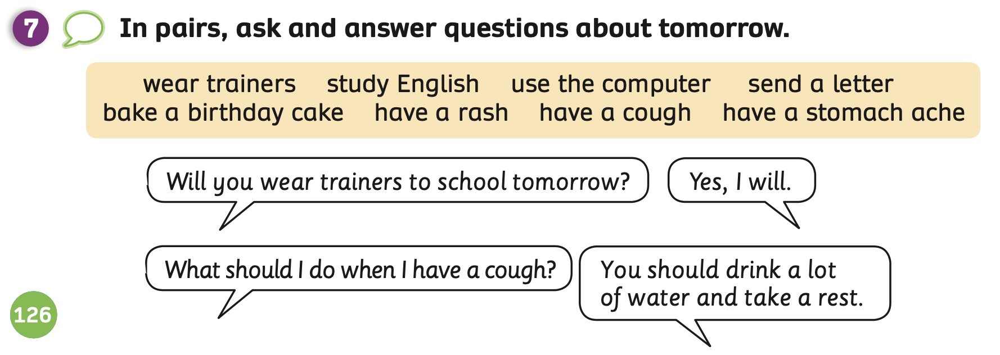 7 In pairs, ask and answer questions about tomorrow.
wear trainers study English use the computer send a letter
bake a birthday cake have a rash have a cough have a stomach ache
Will you wear trainers to school tomorrow? Yes, I will.
What should I do when I have a cough?
You should drink a lot
of water and take a rest.
126